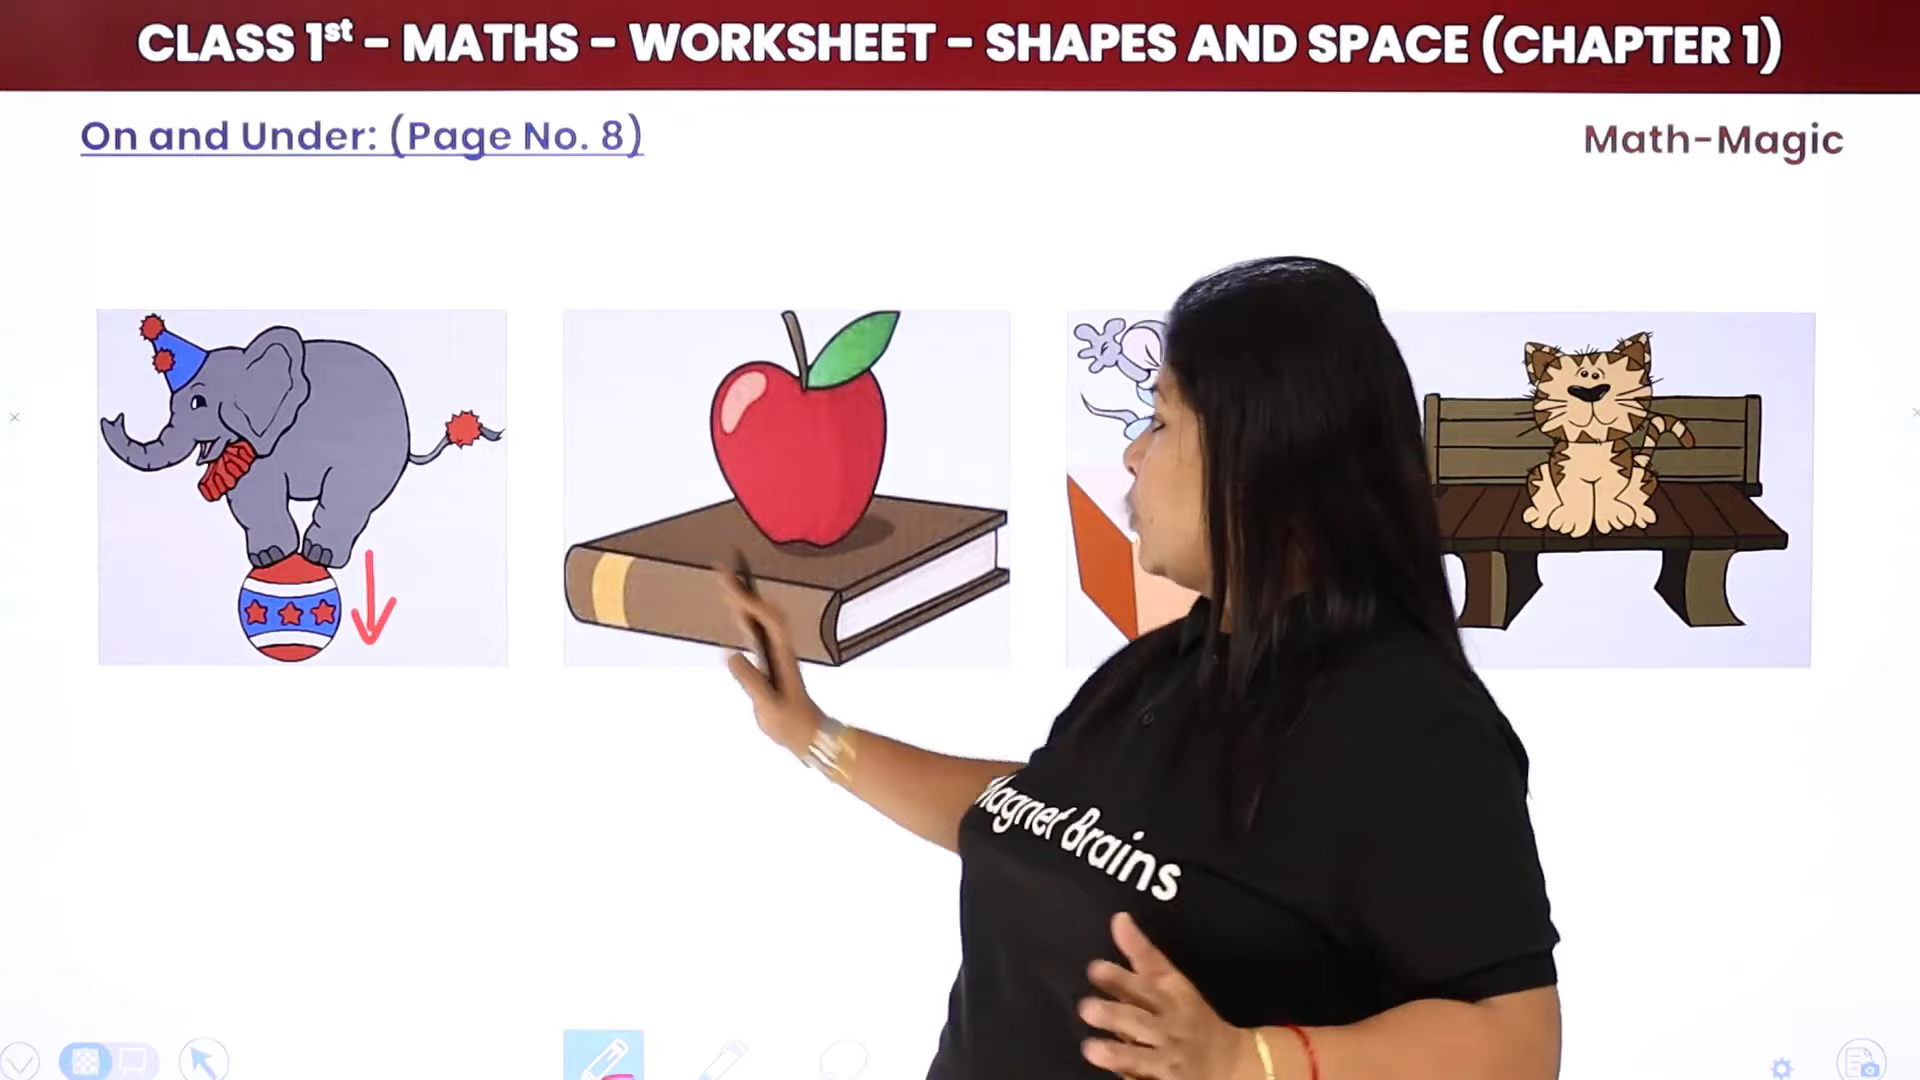 CLASS 1st - MATHS - WORKSHEET - SHAPES AND SPACE (CHAPTER 1)
On and Under: (Page No. 8)
Math-Magic
Magnet Brains